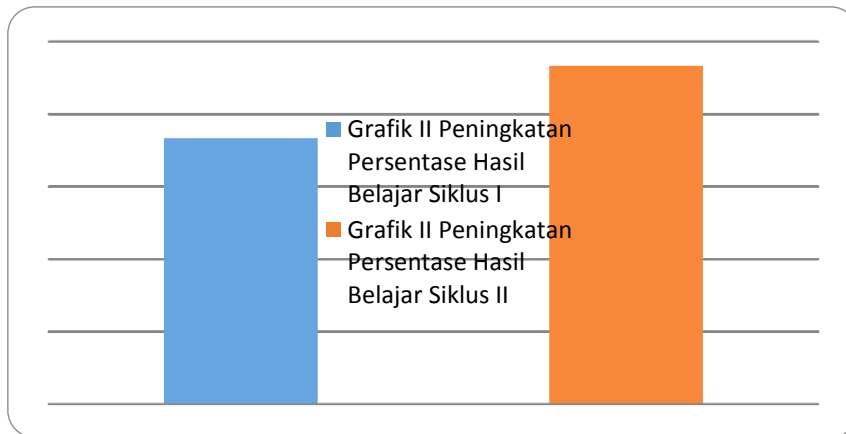 Grafik II Peningkatan
Persentase Hasil
Belajar Siklus I
Grafik II Peningkatan
Persentase Hasil
Belajar Siklus II